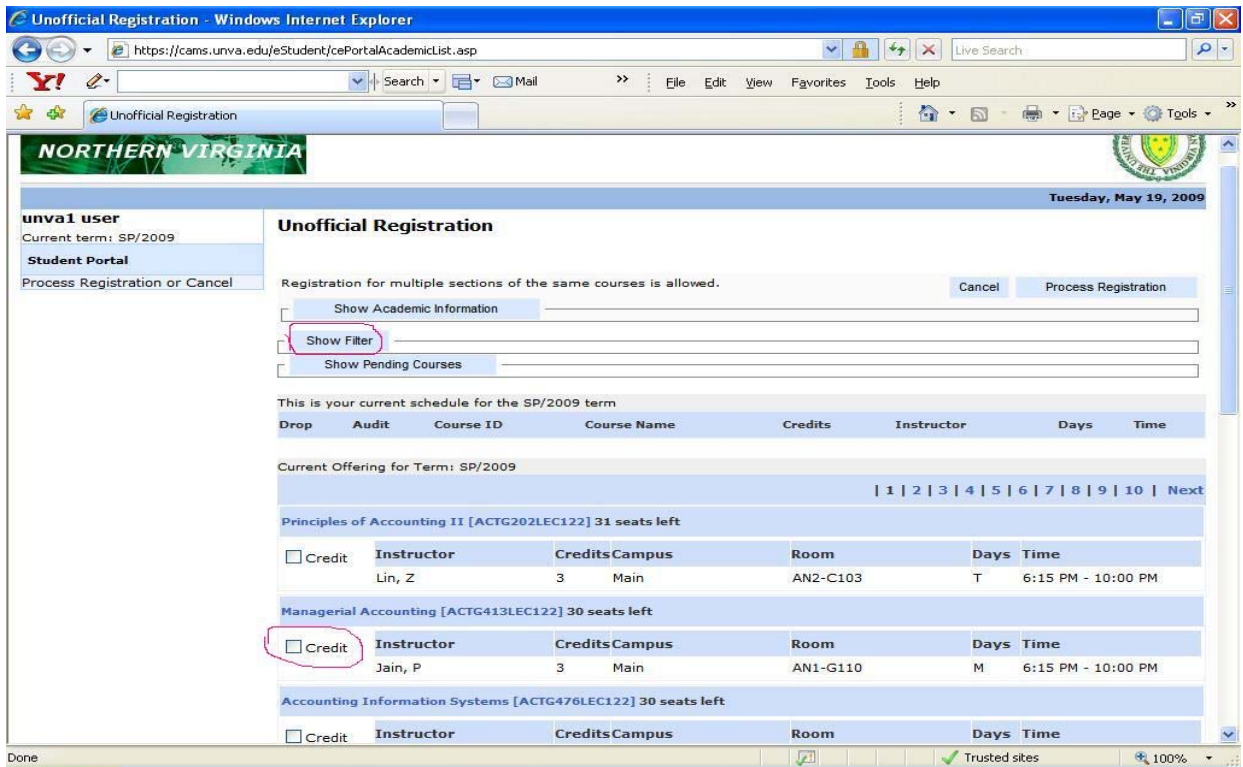 Unofficial Registration - Windows Internet Explorer
https://cams.unva.edu/eStudent/cePortalAcademicList.asp Live Search
Y! Search Mail >> File Edit View Favorites Tools Help
Unofficial Registration Page Tools >>
NORTHERN VIRGINIA
Tuesday, May 19, 2009
unva1 user
Current term: SP/2009
Student Portal
Process Registration or Cancel
Unofficial Registration
Registration for multiple sections of the same courses is allowed. Cancel Process Registration
Show Academic Information
Show Filter
Show Pending Courses
This is your current schedule for the SP/2009 term
Drop Audit Course ID Course Name Credits Instructor Days Time
Current Offering for Term: SP/2009
| 1 | 2 | 3 | 4 | 5 | 6 | 7 | 8 | 9 | 10 | Next
Principles of Accounting II [ACTG202LEC122] 31 seats left
Credit Instructor Credits Campus Room Days Time
Lin, Z 3 Main AN2-C103 T 6:15 PM - 10:00 PM
Managerial Accounting [ACTG413LEC122] 30 seats left
Credit Instructor Credits Campus Room Days Time
Jain, P 3 Main AN1-G110 M 6:15 PM - 10:00 PM
Accounting Information Systems [ACTG476LEC122] 30 seats left
Credit Instructor Credits Campus Room Days Time
Done Trusted sites 100%